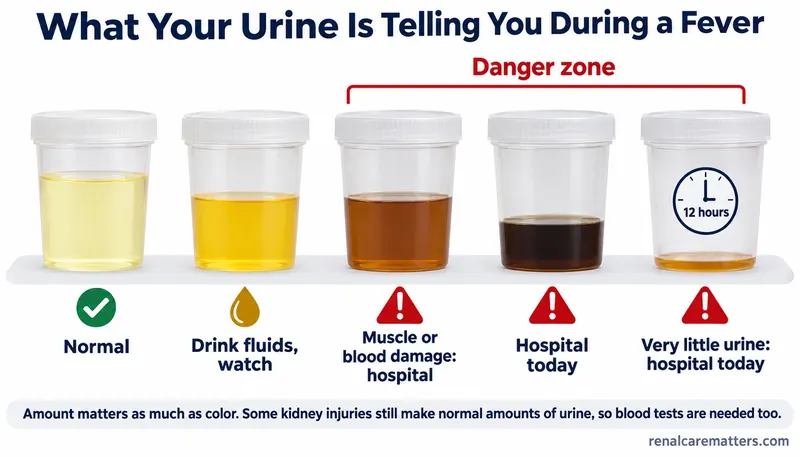 What Your Urine Is Telling You During a Fever
Danger zone
12 hours
Normal
Drink fluids,
watch
Muscle or
blood damage:
hospital
Hospital
today
Very little urine:
hospital today
Amount matters as much as color. Some kidney injuries still make normal amounts of urine, so blood tests are needed too.
renalcarematters.com